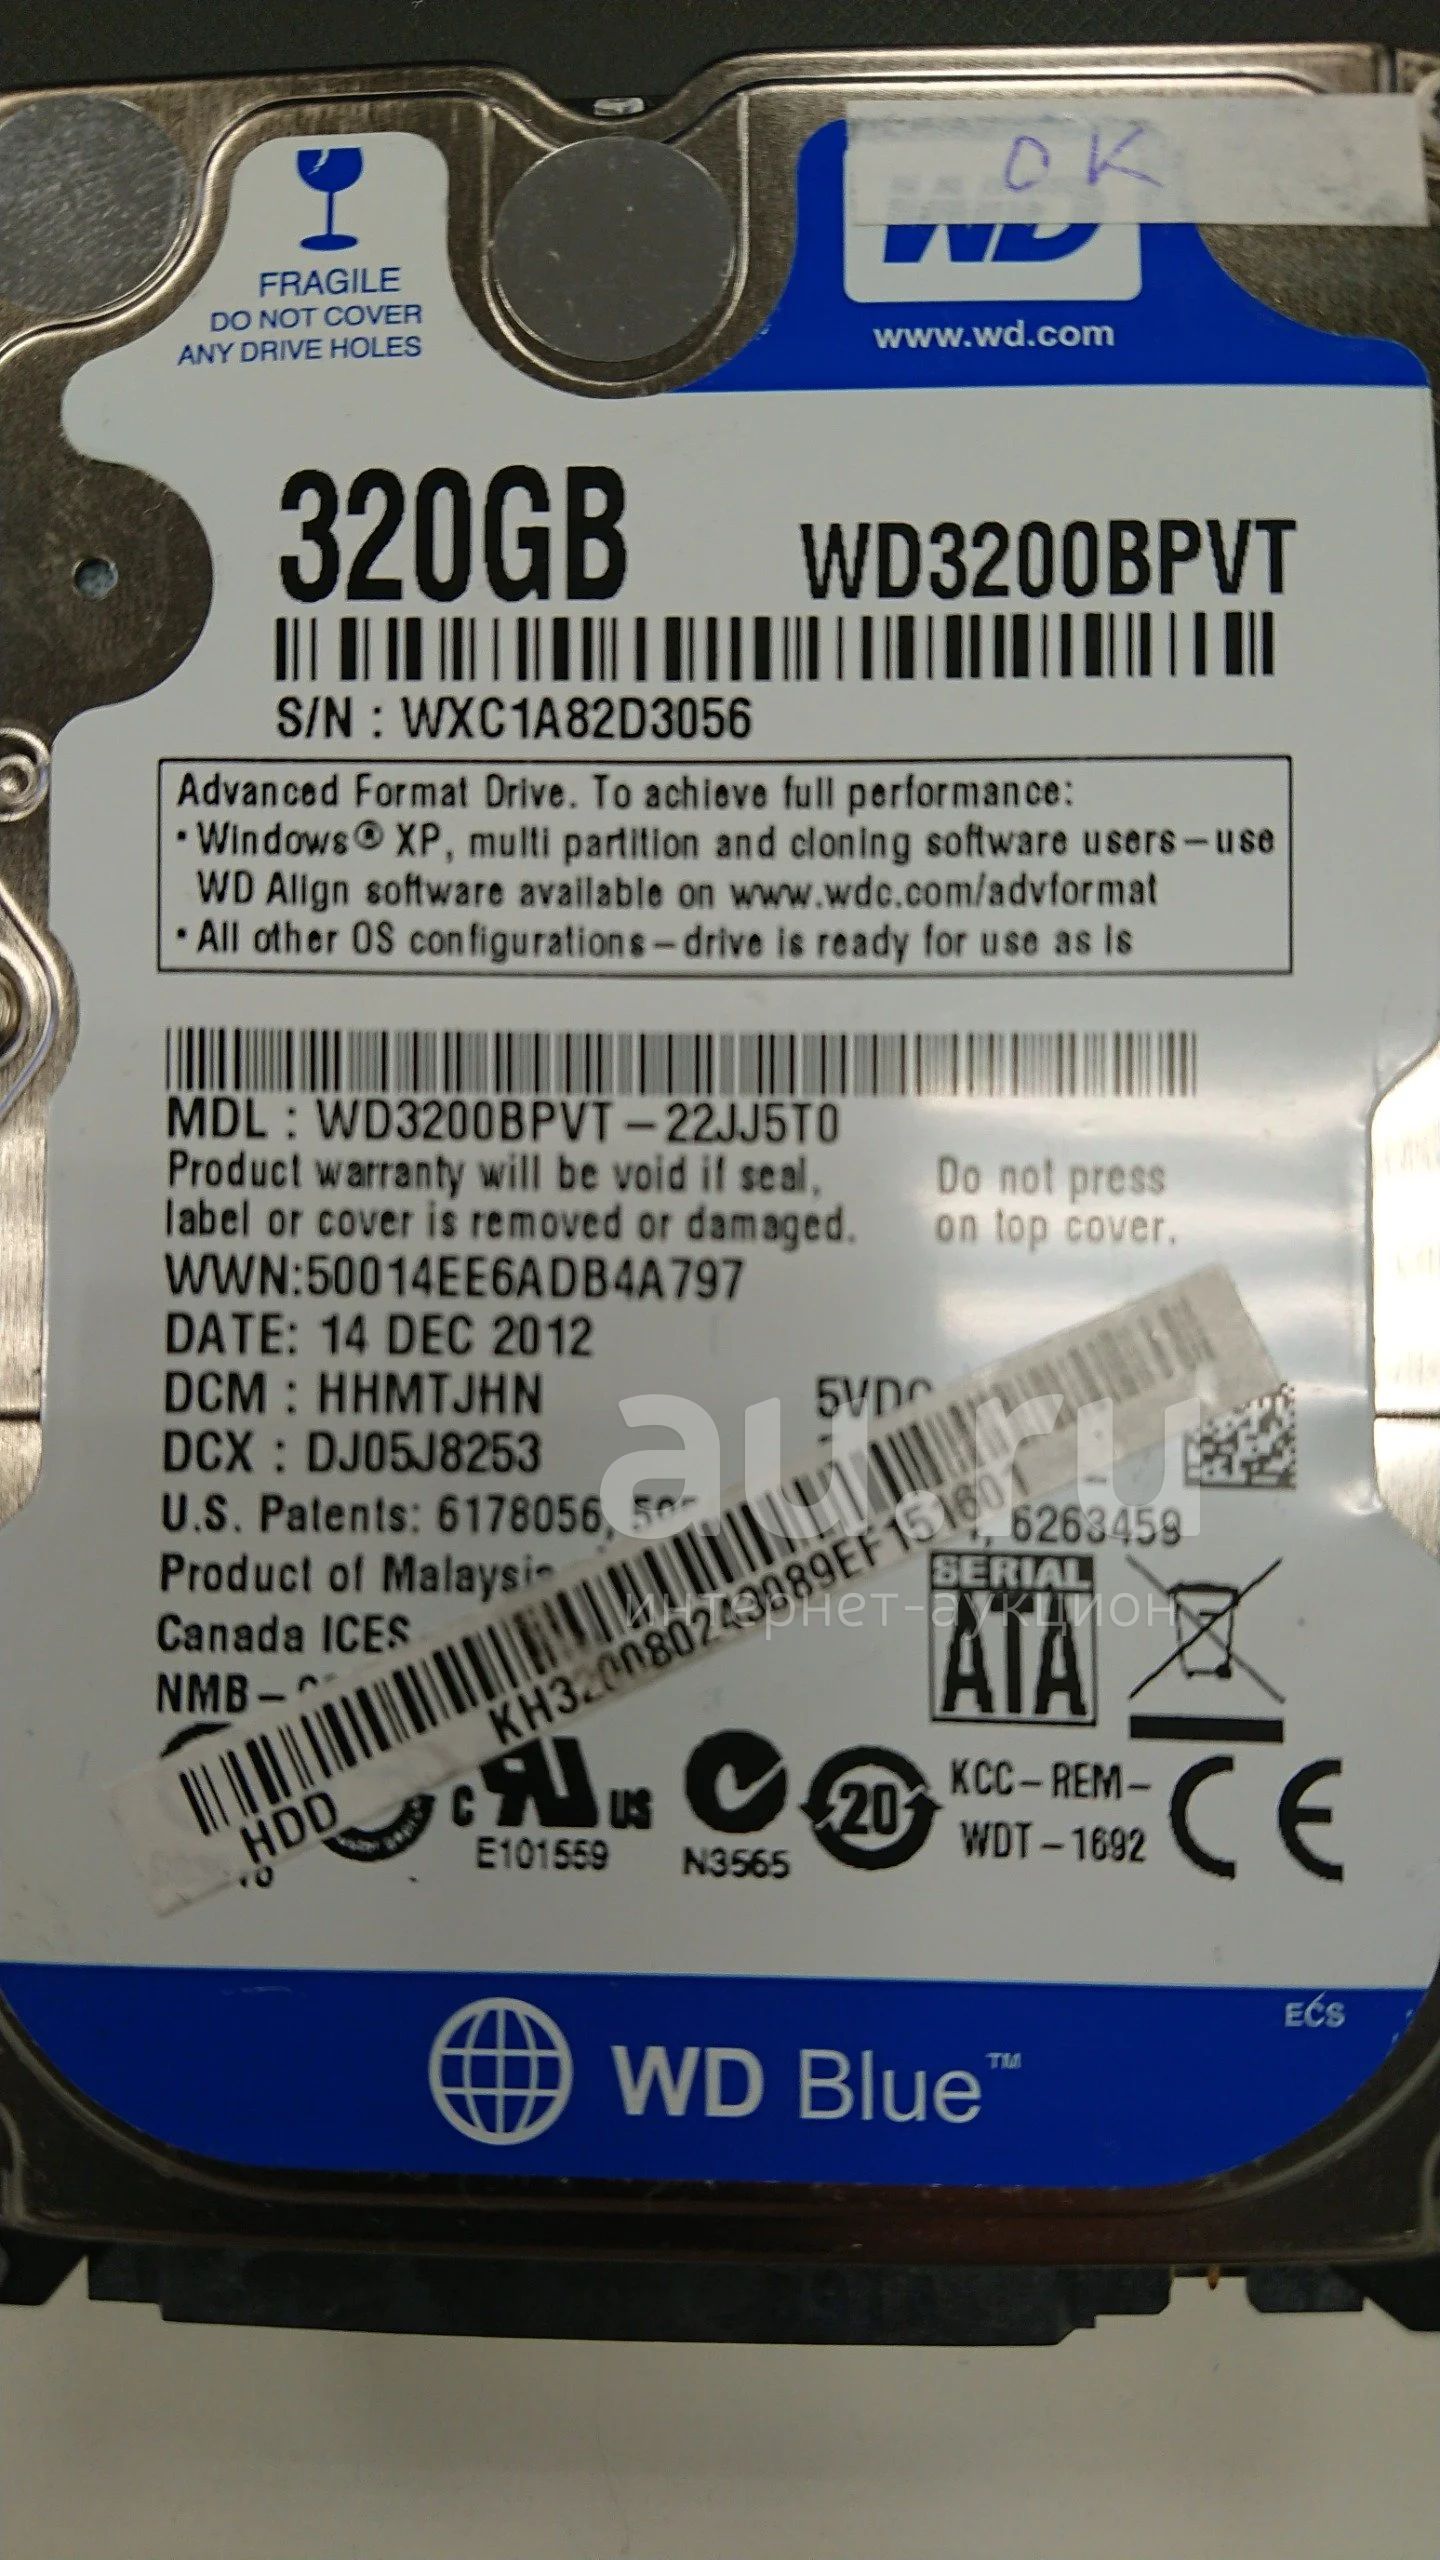 OK
WD
www.wd.com
FRAGILE
DO NOT COVER
ANY DRIVE HOLES
320GB
WD3200BPVT
S/N : WXC1A82D3056
Advanced Format Drive. To achieve full performance:
• Windows® XP, multi partition and cloning software users – use
WD Align software available on www.wdc.com/advformat
• All other OS configurations – drive is ready for use as is
MDL : WD3200BPVT – 22JJ5T0
Product warranty will be void if seal,
label or cover is removed or damaged.
Do not press
on top cover.
WWN:50014EE6ADB4A797
DATE: 14 DEC 2012
DCM : HHMTJHN
5VDC
DCX : DJ05J8253
U.S. Patents: 6178056,
6263459
Product of Malaysia
Canada ICES
NMB –
HDD
au.ru
интернет-аукцион
SERIAL
ATA
C US
E101559
N3565
20
KCC – REM –
WDT – 1692
CE
ECS
WD Blue™